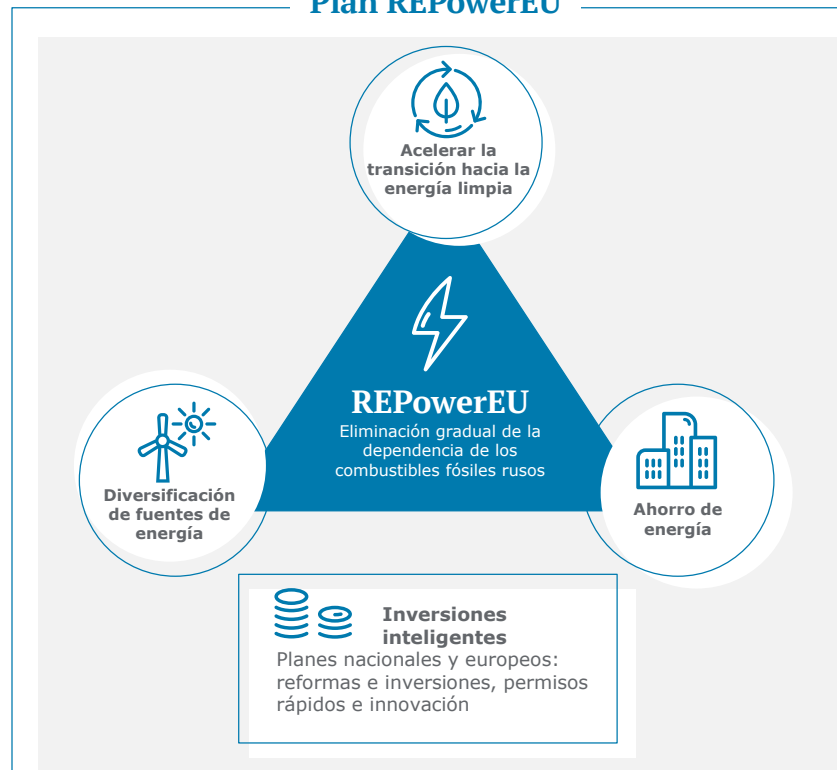 Plan REPowerEU
Acelerar la
transición hacia la
energía limpia
REPowerEU
Eliminación gradual de la
dependencia de los
combustibles fósiles rusos
Diversificación
de fuentes de
energía
Ahorro de
energía
Inversiones
inteligentes
Planes nacionales y europeos:
reformas e inversiones, permisos
rápidos e innovación